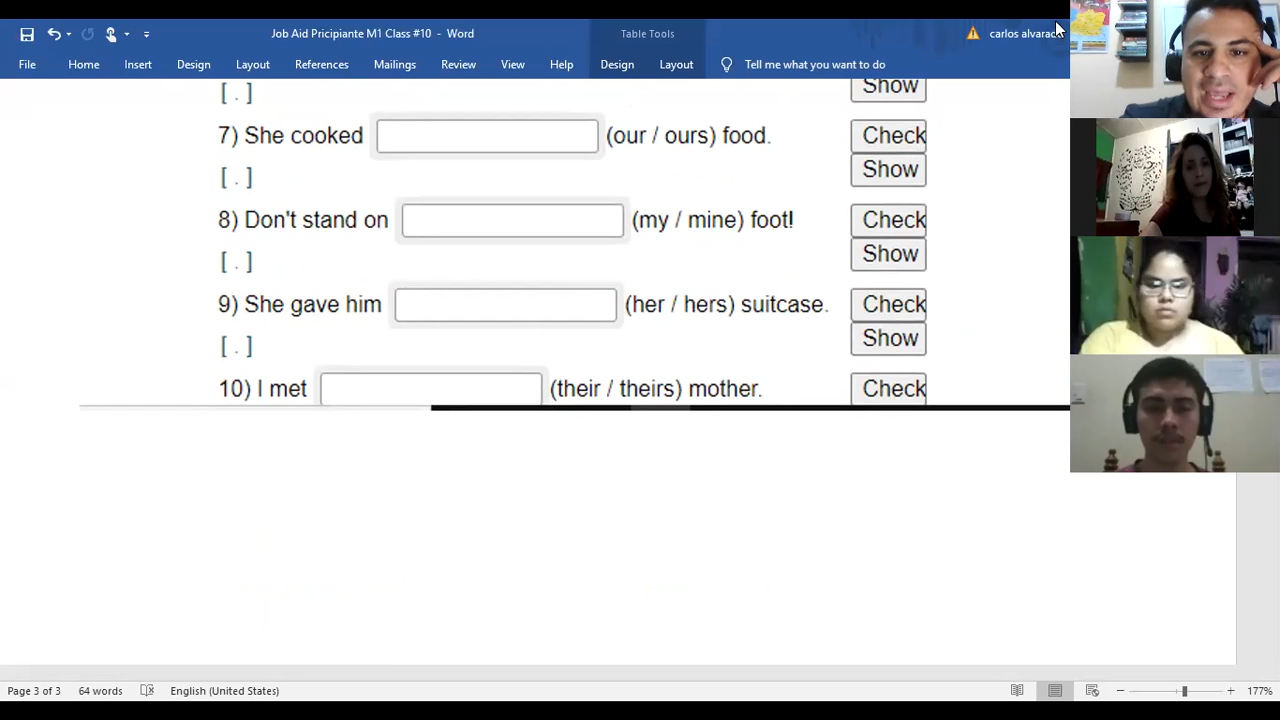 Job Aid Pricipiante M1 Class #10 - Word
Table Tools
carlos alvarac
File Home Insert Design Layout References Mailings Review View Help Design Layout Tell me what you want to do
[ . ] Show
7) She cooked (our / ours) food. Check
[ . ] Show
8) Don't stand on (my / mine) foot! Check
[ . ] Show
9) She gave him (her / hers) suitcase. Check
[ . ] Show
10) I met (their / theirs) mother. Check
Page 3 of 3 64 words English (United States) 177%